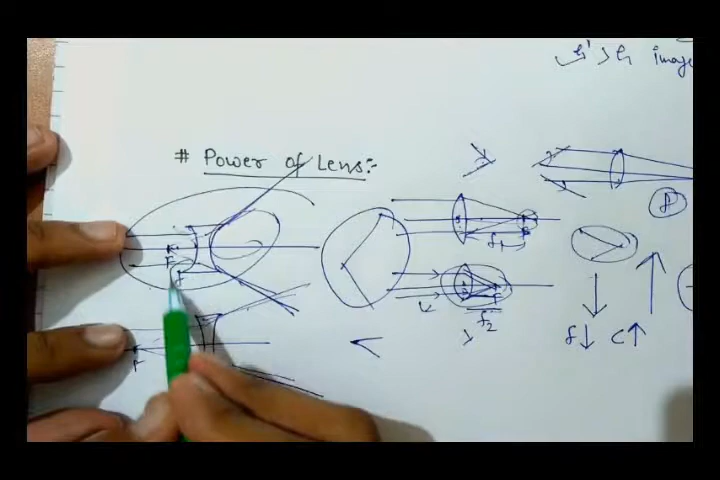 h' > h image
# Power of Lens:-
f1
f2
F
F
P
f↓ C↑